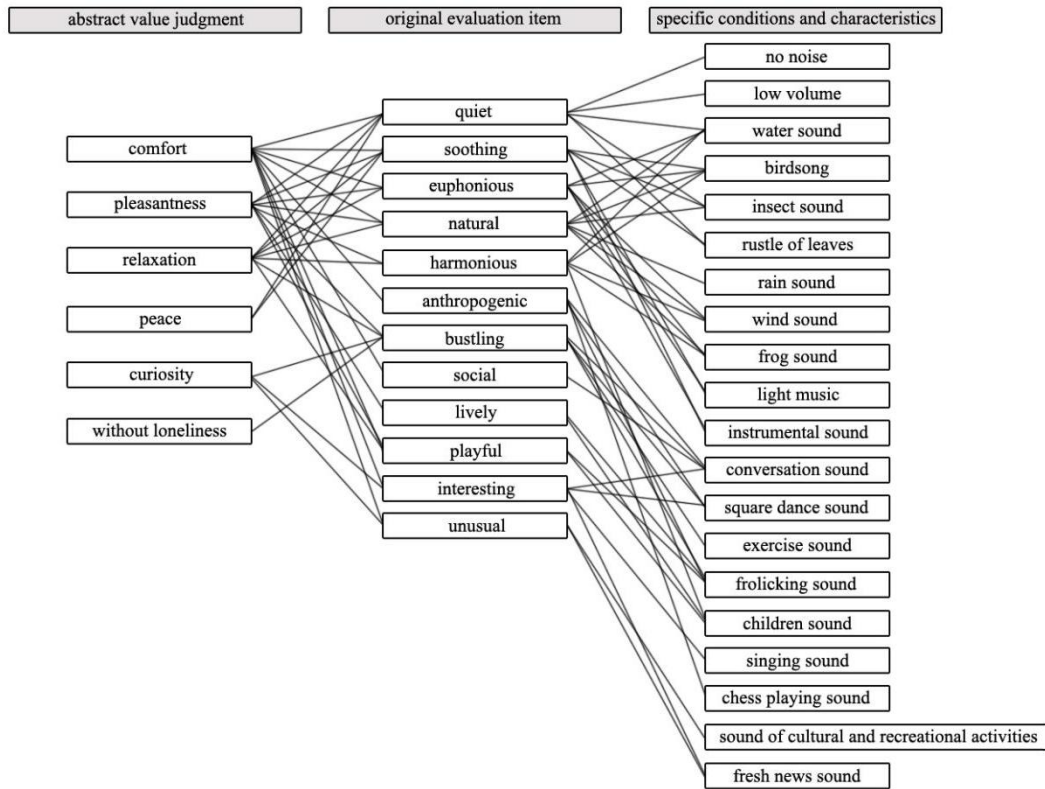 abstract value judgment
original evaluation item
specific conditions and characteristics
comfort
pleasantness
relaxation
peace
curiosity
without loneliness
quiet
soothing
euphonious
natural
harmonious
anthropogenic
bustling
social
lively
playful
interesting
unusual
no noise
low volume
water sound
birdsong
insect sound
rustle of leaves
rain sound
wind sound
frog sound
light music
instrumental sound
conversation sound
square dance sound
exercise sound
frolicking sound
children sound
singing sound
chess playing sound
sound of cultural and recreational activities
fresh news sound